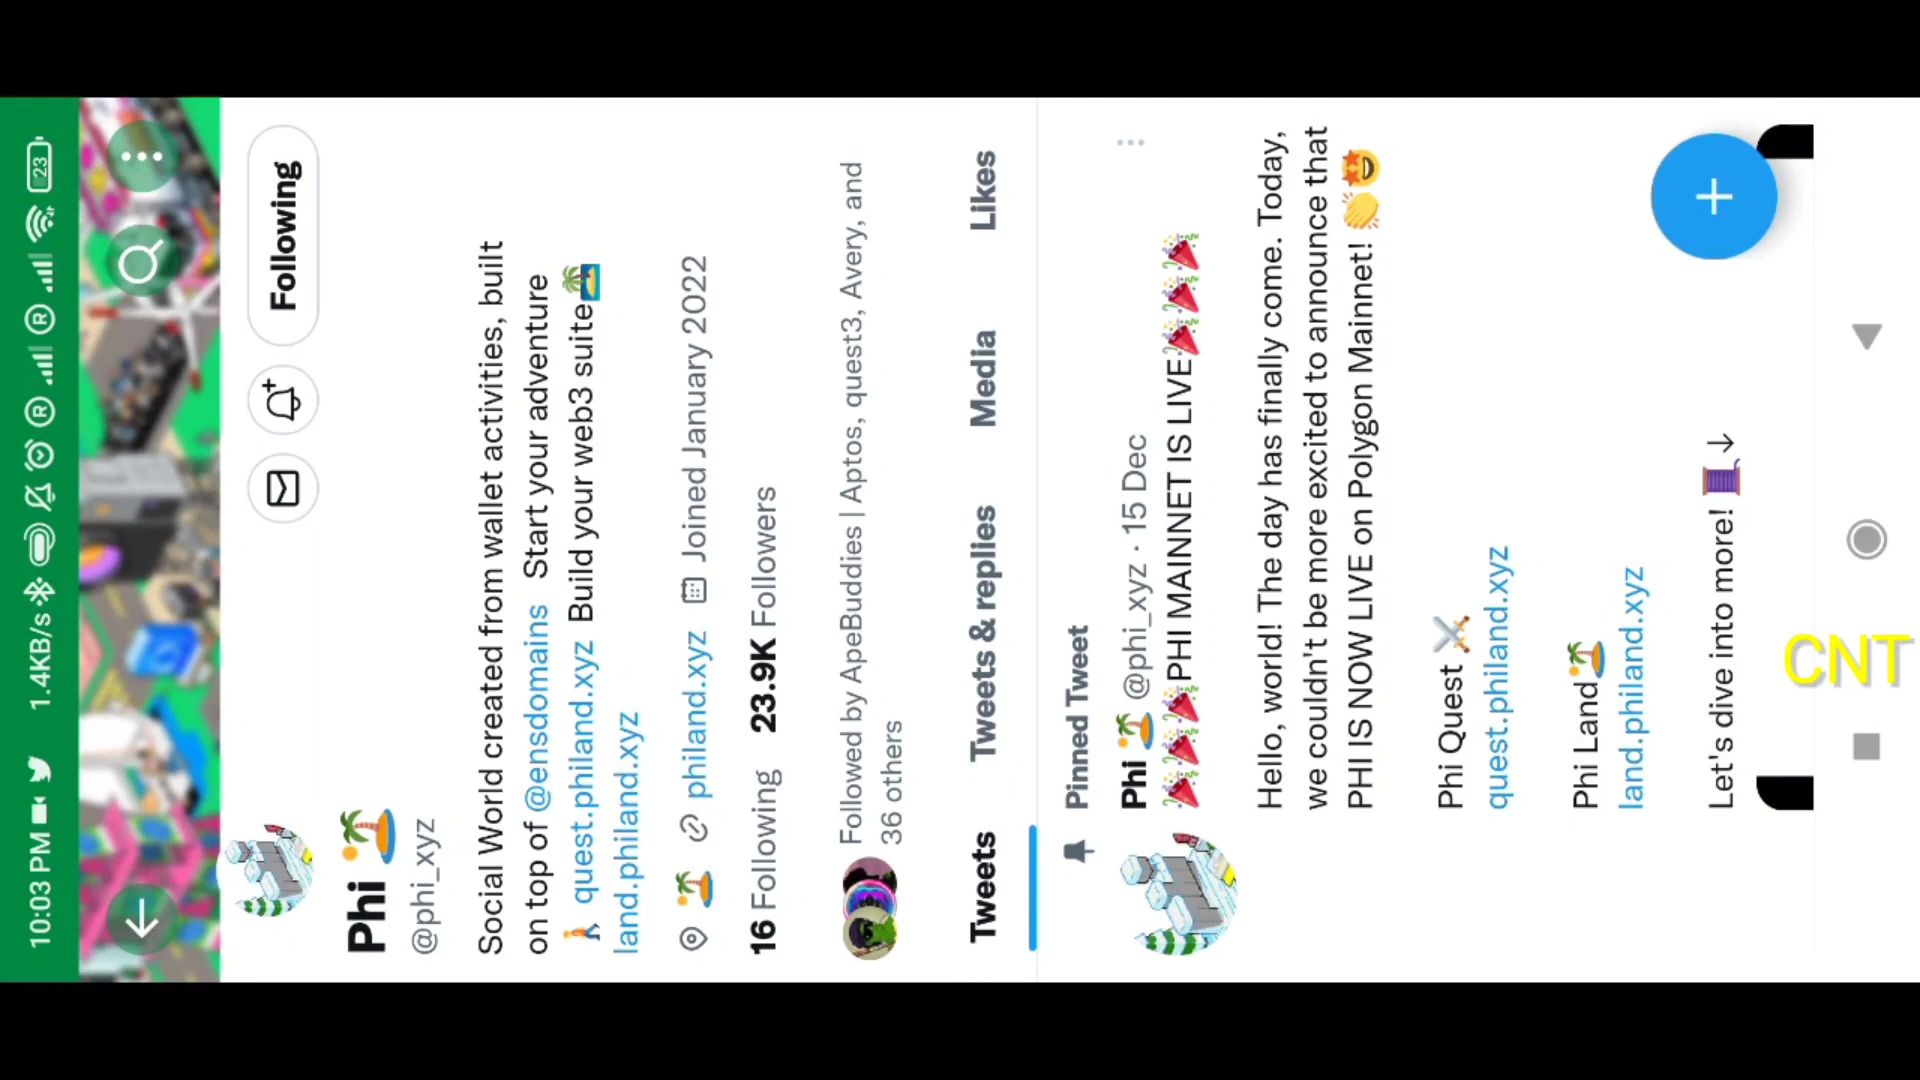 10:03 PM 1.4KB/s 23
Following
Phi 🏝️
@phi_xyz
Social World created from wallet activities, built
on top of @ensdomains Start your adventure
quest.philand.xyz Build your web3 suite🏝️
land.philand.xyz
🏝️ philand.xyz Joined January 2022
16 Following 23.9K Followers
Followed by ApeBuddies | Aptos, quest3, Avery, and
36 others
Tweets Tweets & replies Media Likes
Pinned Tweet
Phi 🏝️ @phi_xyz · 15 Dec
🎉🎉🎉PHI MAINNET IS LIVE🎉🎉🎉
Hello, world! The day has finally come. Today,
we couldn't be more excited to announce that
PHI IS NOW LIVE on Polygon Mainnet! 👏🤩
Phi Quest ⚔️
quest.philand.xyz
Phi Land🏝️
land.philand.xyz
Let's dive into more! 🧵↓
CNT